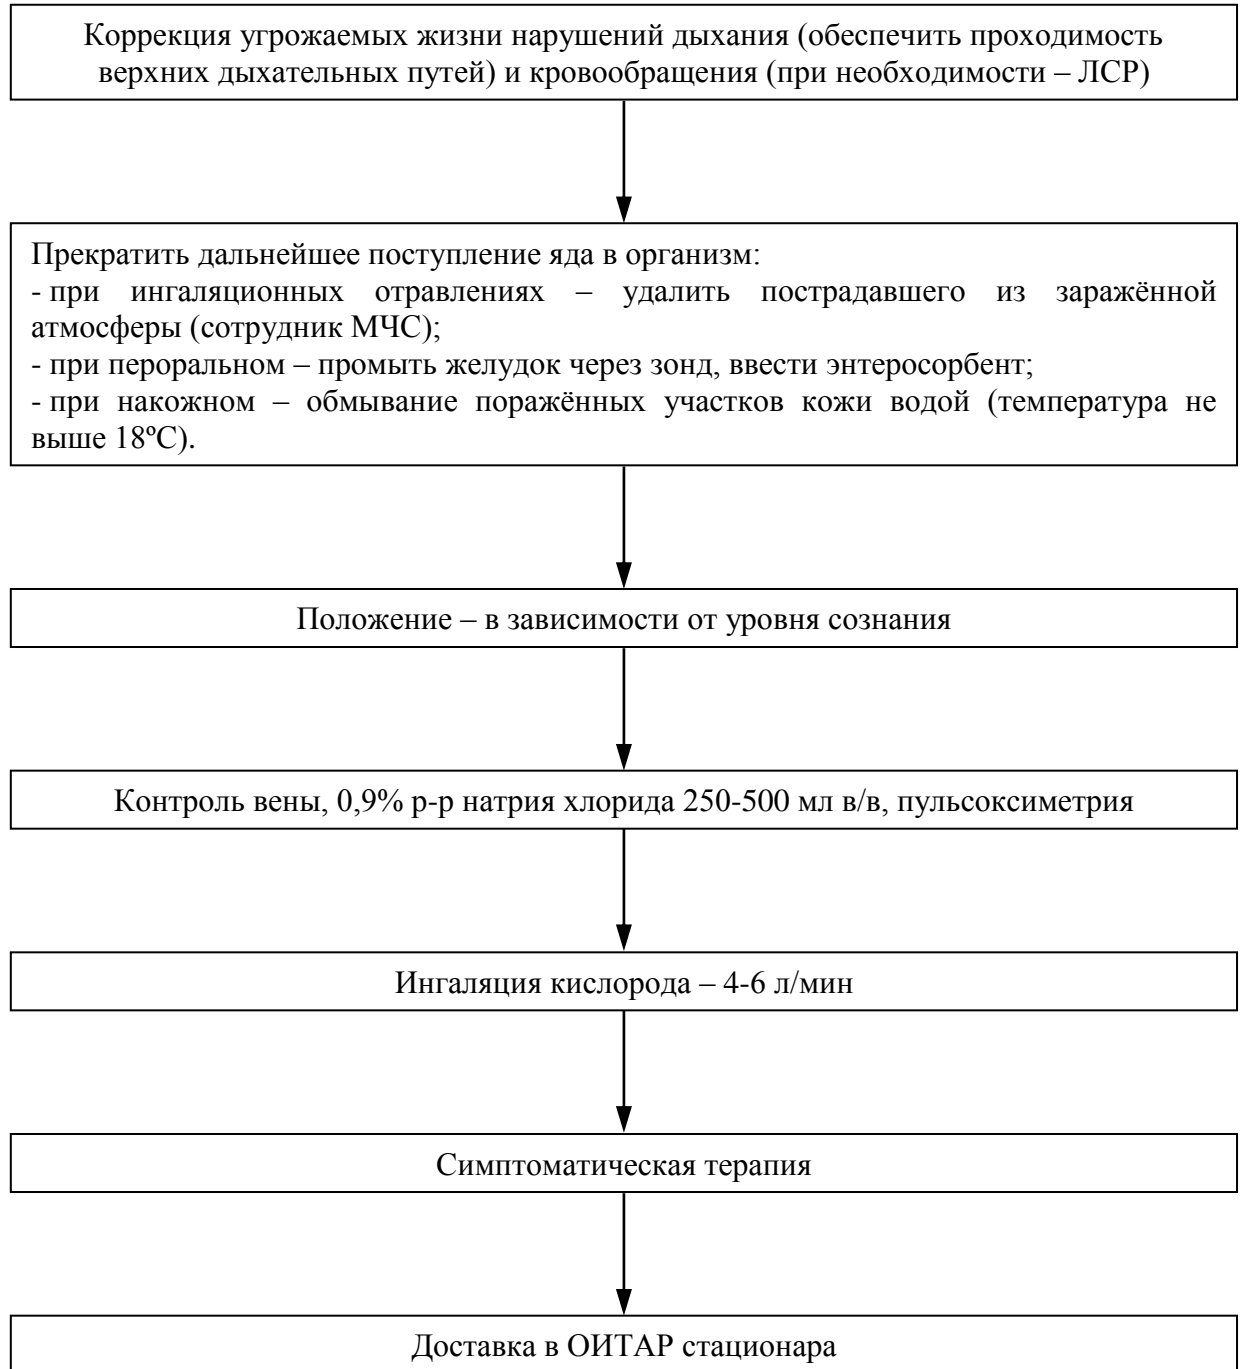 Коррекция угрожаемых жизни нарушений дыхания (обеспечить проходимость
верхних дыхательных путей) и кровообращения (при необходимости – ЛСР)
Прекратить дальнейшее поступление яда в организм:
- при ингаляционных отравлениях – удалить пострадавшего из заражённой
атмосферы (сотрудник МЧС);
- при пероральном – промыть желудок через зонд, ввести энтеросорбент;
- при накожном – обмывание поражённых участков кожи водой (температура не
выше 18ºС).
Положение – в зависимости от уровня сознания
Контроль вены, 0,9% р-р натрия хлорида 250-500 мл в/в, пульсоксиметрия
Ингаляция кислорода – 4-6 л/мин
Симптоматическая терапия
Доставка в ОИТАР стационара